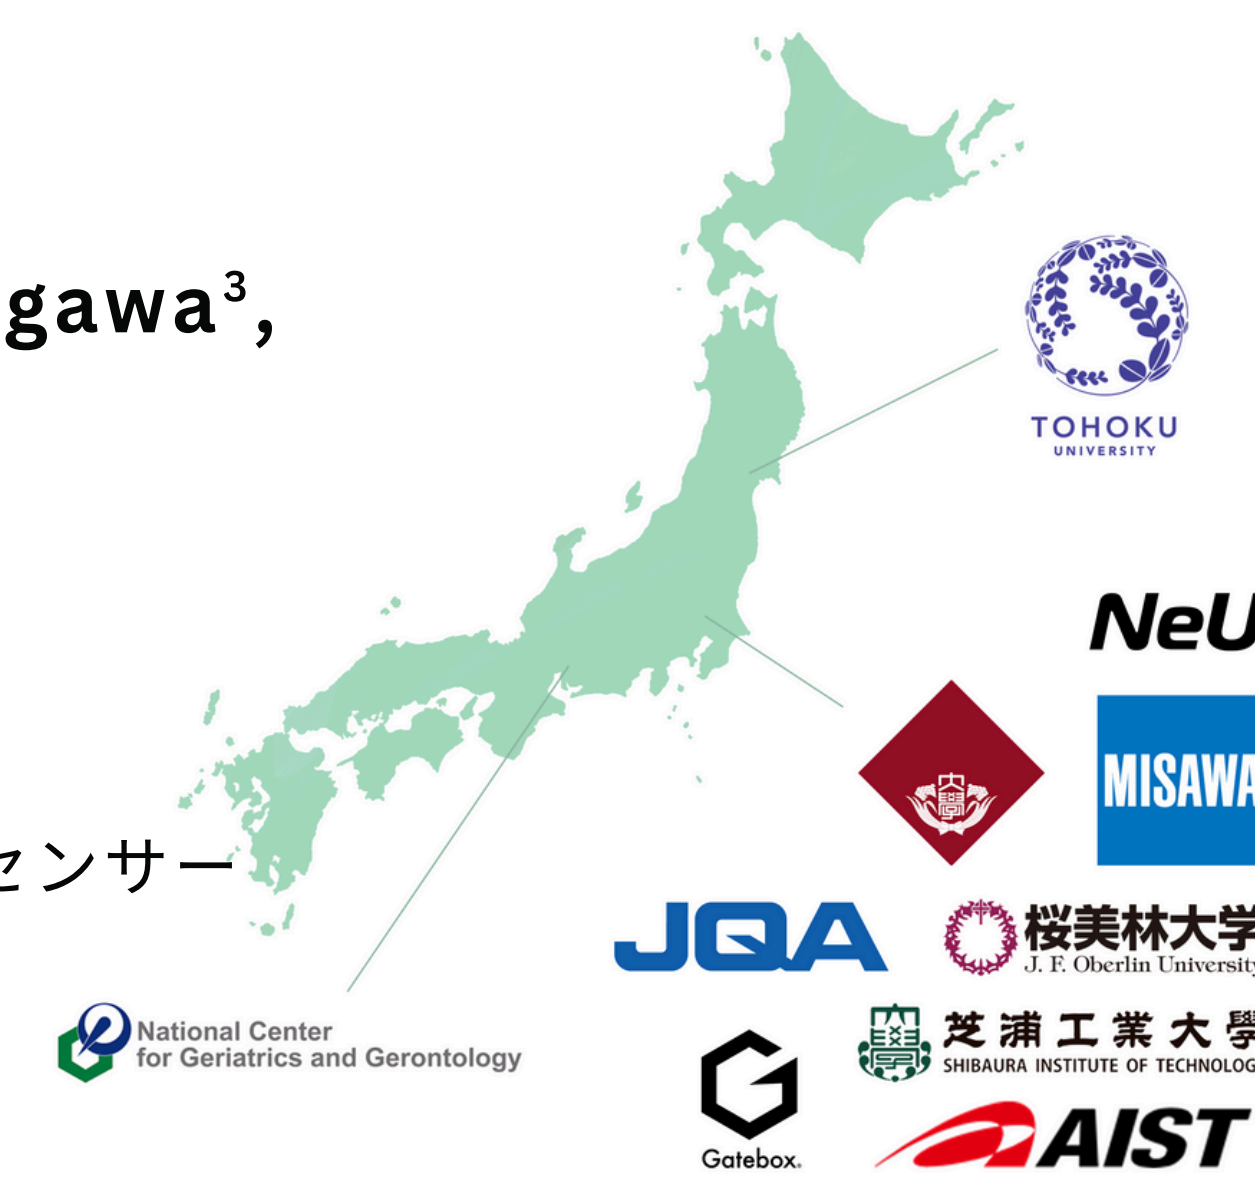 gawa³,
TOHOKU
UNIVERSITY
NeU
MISAWA
センサー
JQA
桜美林大学
J. F. Oberlin University
National Center
for Geriatrics and Gerontology
芝浦工業大學
SHIBAURA INSTITUTE OF TECHNOLOG
Gatebox.
AIST